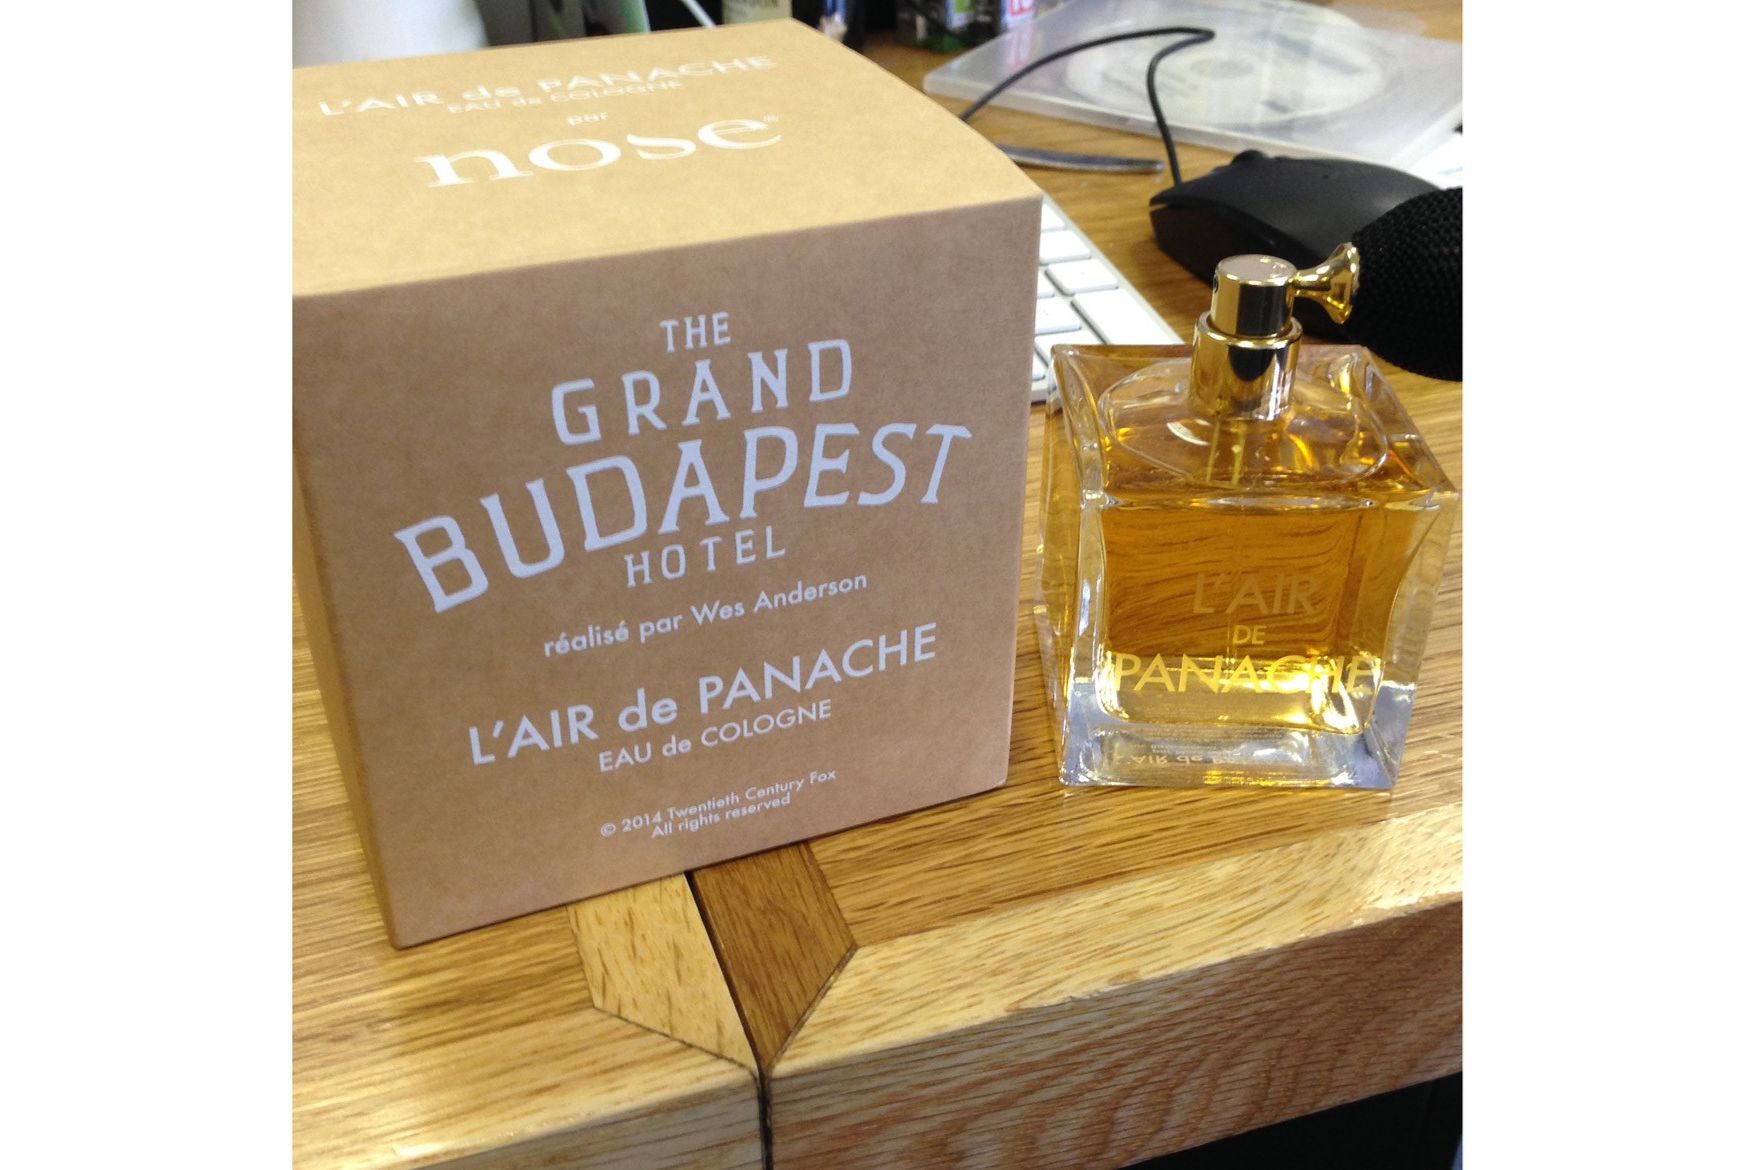 L'AIR de PANACHE
EAU de COLOGNE
par
nose®
THE
GRAND
BUDAPEST
HOTEL
réalisé par Wes Anderson
L'AIR de PANACHE
EAU de COLOGNE
© 2014 Twentieth Century Fox
All rights reserved
L'AIR
DE
PANACHE